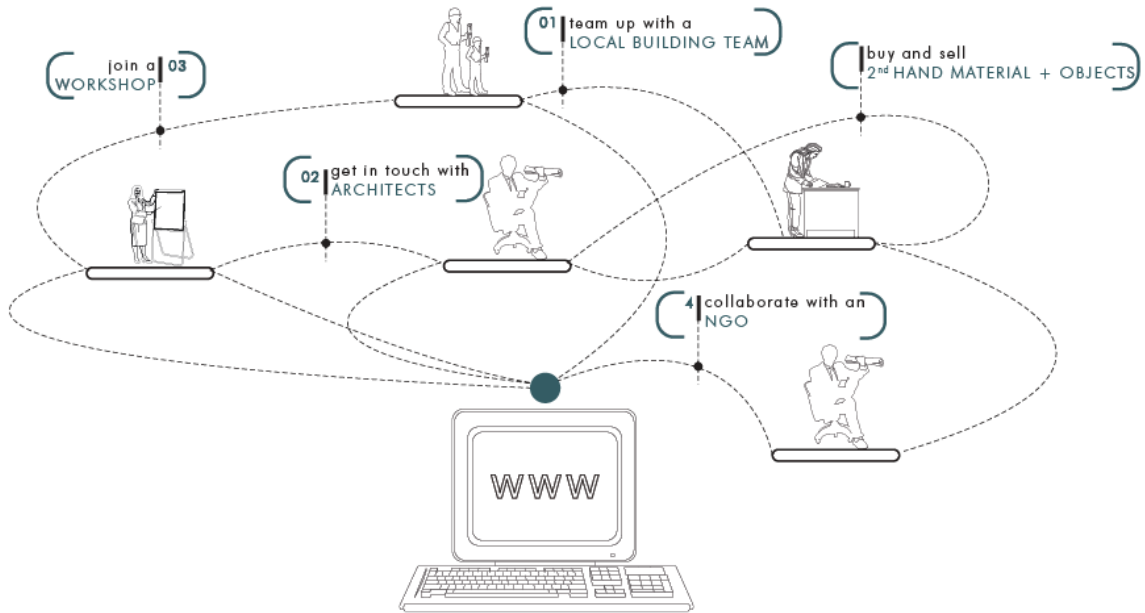 01 team up with a
LOCAL BUILDING TEAM
buy and sell
2nd HAND MATERIAL + OBJECTS
join a 03
WORKSHOP
02 get in touch with
ARCHITECTS
4 collaborate with an
NGO
WWW